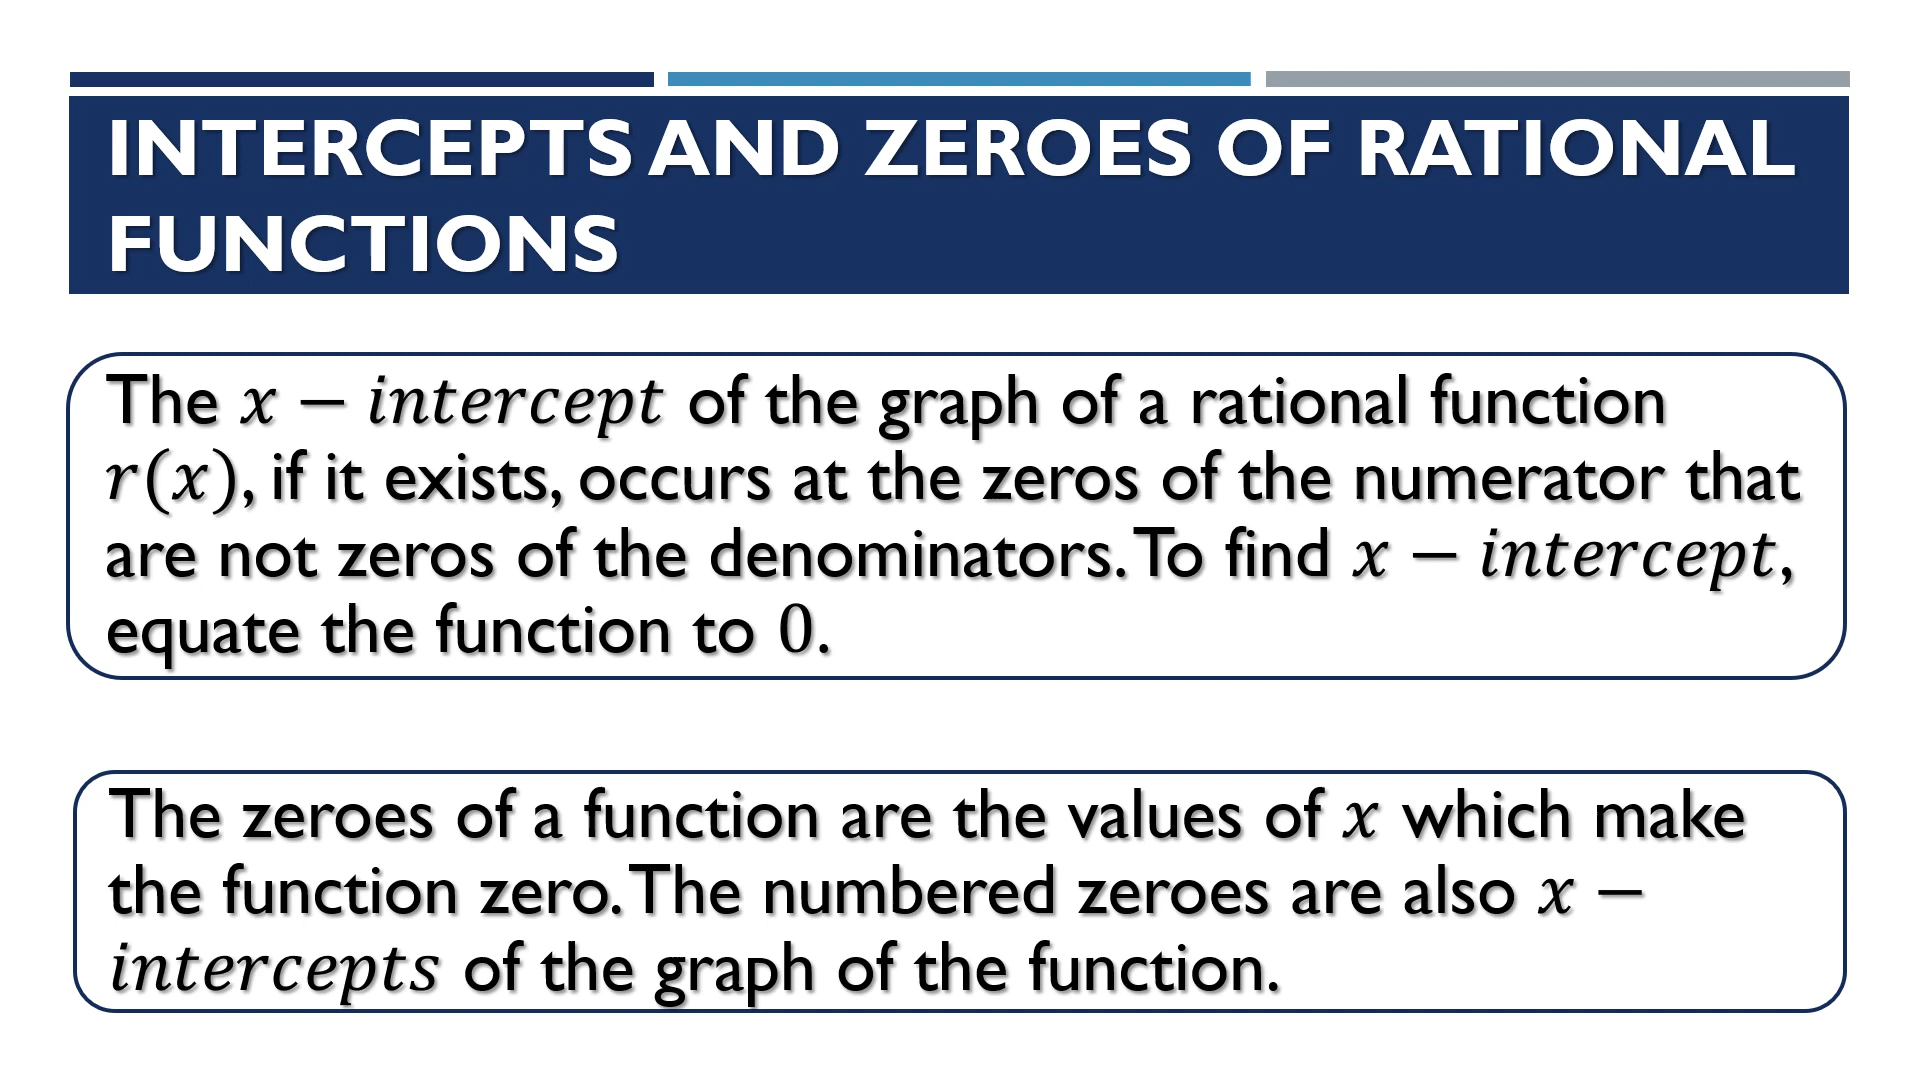 INTERCEPTS AND ZEROES OF RATIONAL
FUNCTIONS
The x − intercept of the graph of a rational function
r(x), if it exists, occurs at the zeros of the numerator that
are not zeros of the denominators. To find x − intercept,
equate the function to 0.
The zeroes of a function are the values of x which make
the function zero. The numbered zeroes are also x −
intercepts of the graph of the function.